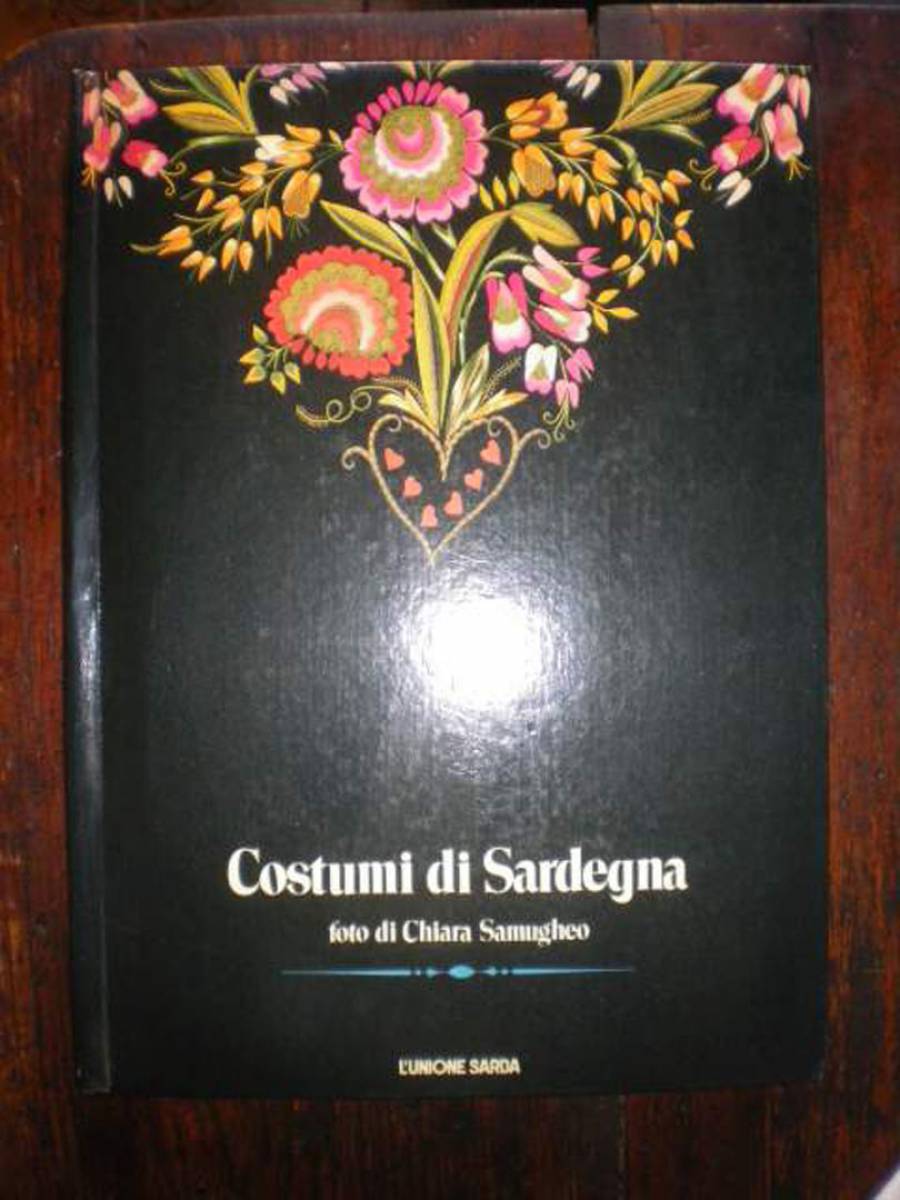 Costumi di Sardegna
foto di Chiara Samugheo
L'UNIONE SARDA